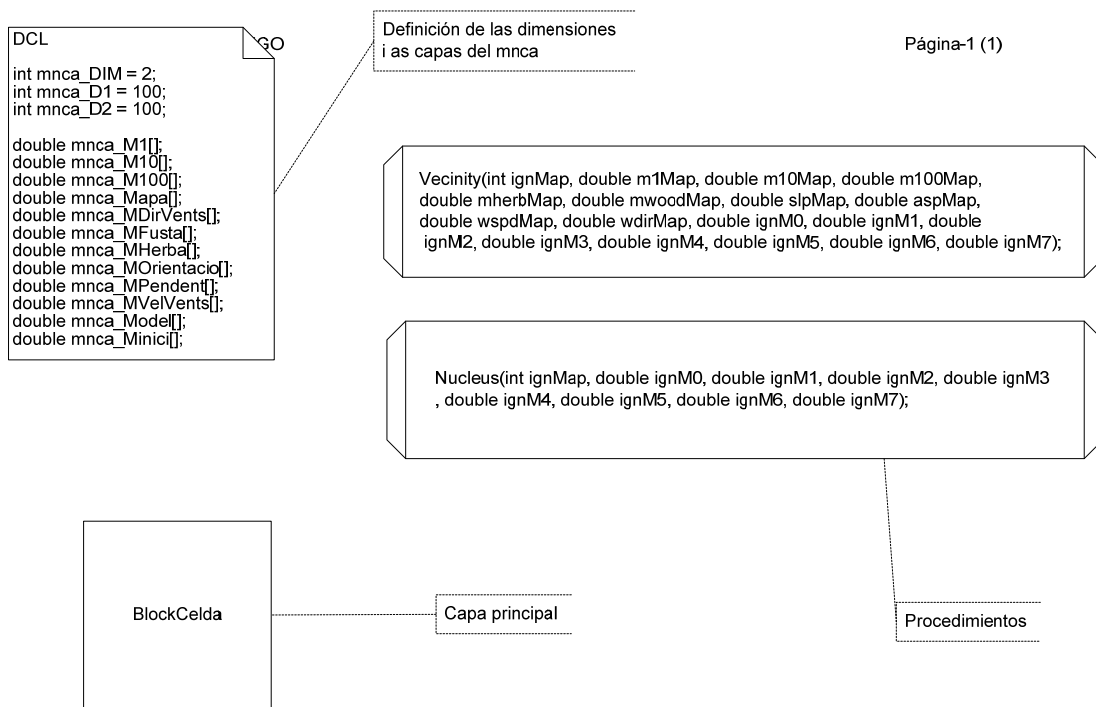 DCL
GO
int mnca_DIM = 2;
int mnca_D1 = 100;
int mnca_D2 = 100;
double mnca_M1[];
double mnca_M10[];
double mnca_M100[];
double mnca_Mapa[];
double mnca_MDirVents[];
double mnca_MFusta[];
double mnca_MHerba[];
double mnca_MOrientacio[];
double mnca_MPendent[];
double mnca_MVelVents[];
double mnca_Model[];
double mnca_Minici[];
Definición de las dimensiones
i as capas del mnca
Página-1 (1)
Vecinity(int ignMap, double m1Map, double m10Map, double m100Map,
double mherbMap, double mwoodMap, double slpMap, double aspMap,
double wspdMap, double wdirMap, double ignM0, double ignM1, double
ignM2, double ignM3, double ignM4, double ignM5, double ignM6, double ignM7);
Nucleus(int ignMap, double ignM0, double ignM1, double ignM2, double ignM3
, double ignM4, double ignM5, double ignM6, double ignM7);
BlockCelda
Capa principal
Procedimientos